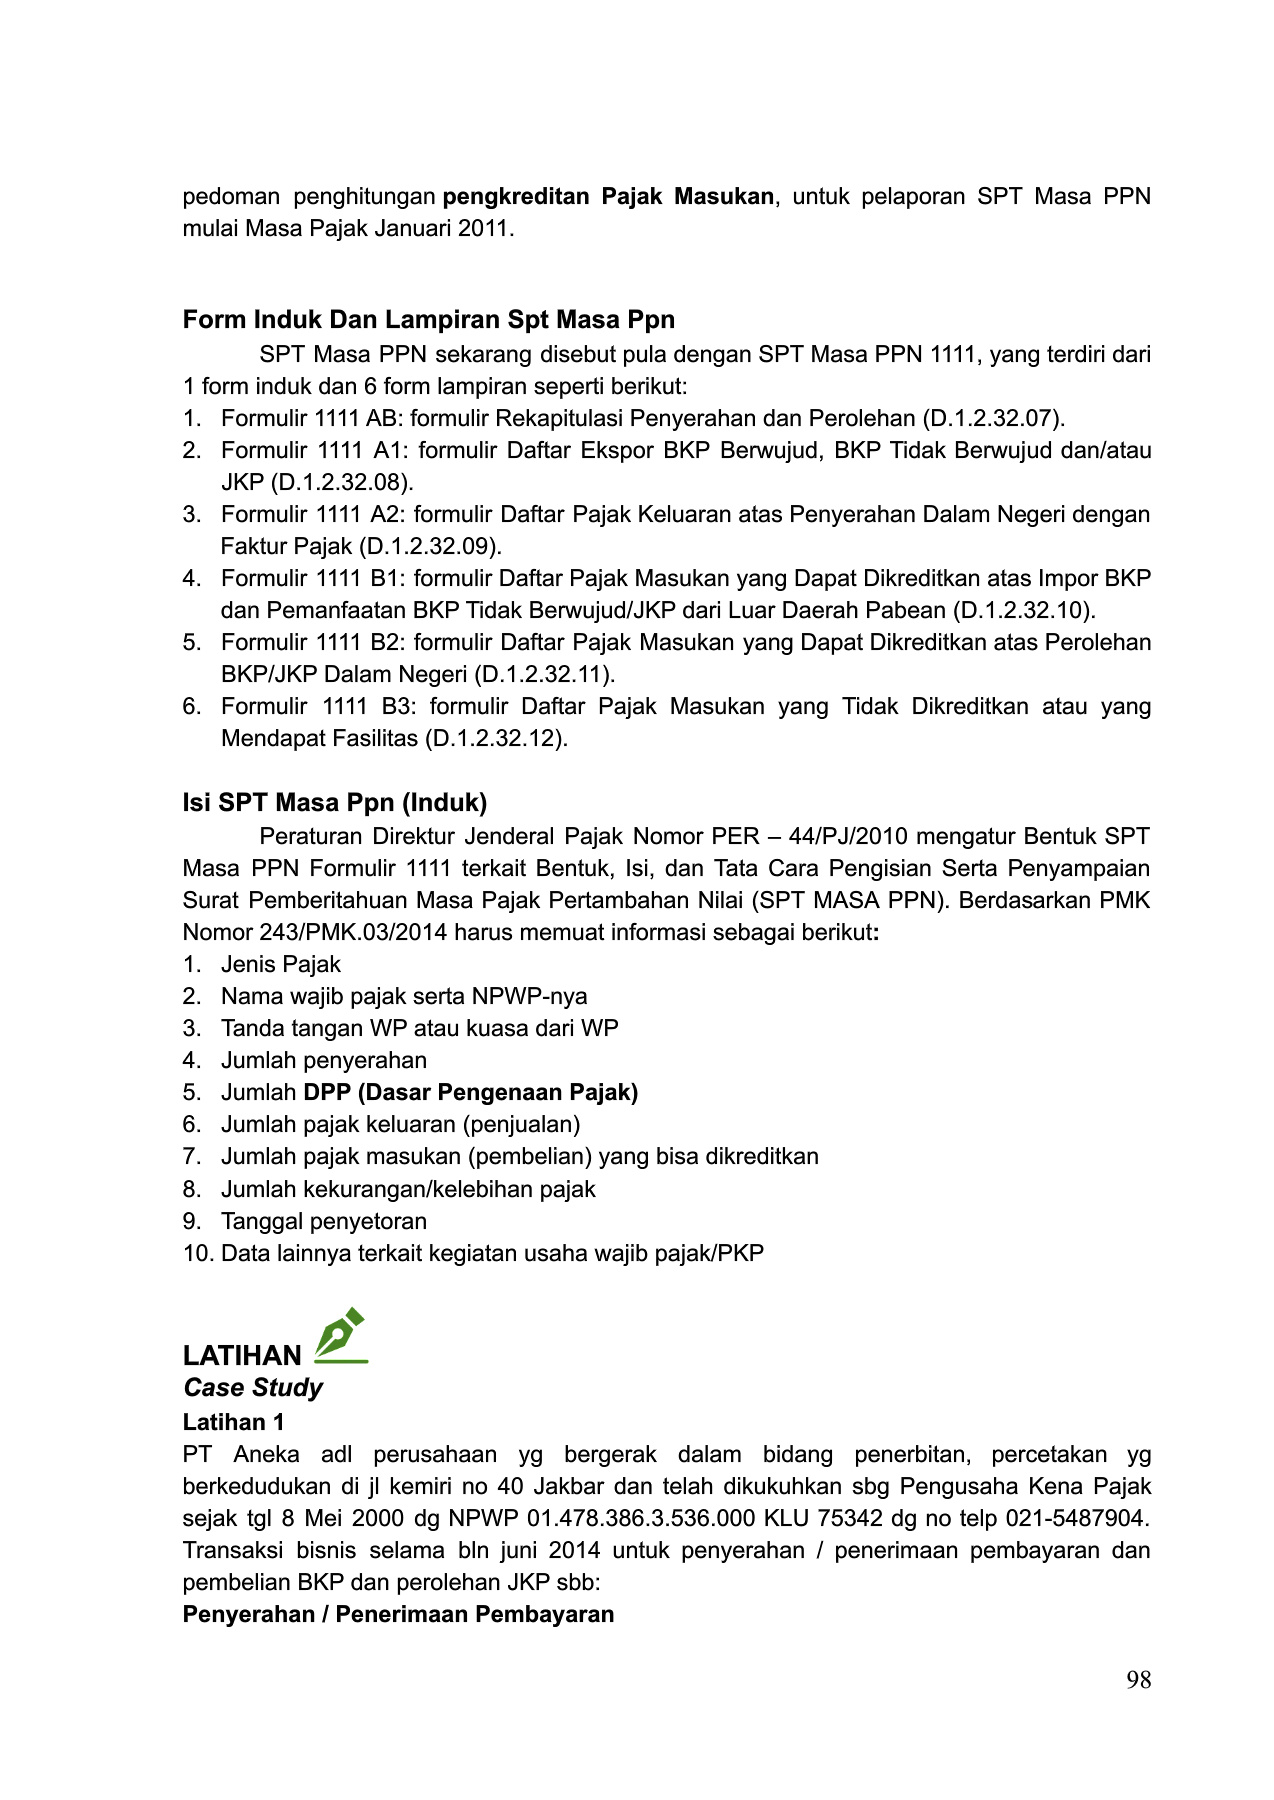 pedoman penghitungan pengkreditan Pajak Masukan, untuk pelaporan SPT Masa PPN
mulai Masa Pajak Januari 2011.
Form Induk Dan Lampiran Spt Masa Ppn
SPT Masa PPN sekarang disebut pula dengan SPT Masa PPN 1111, yang terdiri dari
1 form induk dan 6 form lampiran seperti berikut:
1. Formulir 1111 AB: formulir Rekapitulasi Penyerahan dan Perolehan (D.1.2.32.07).
2. Formulir 1111 A1: formulir Daftar Ekspor BKP Berwujud, BKP Tidak Berwujud dan/atau
JKP (D.1.2.32.08).
3. Formulir 1111 A2: formulir Daftar Pajak Keluaran atas Penyerahan Dalam Negeri dengan
Faktur Pajak (D.1.2.32.09).
4. Formulir 1111 B1: formulir Daftar Pajak Masukan yang Dapat Dikreditkan atas Impor BKP
dan Pemanfaatan BKP Tidak Berwujud/JKP dari Luar Daerah Pabean (D.1.2.32.10).
5. Formulir 1111 B2: formulir Daftar Pajak Masukan yang Dapat Dikreditkan atas Perolehan
BKP/JKP Dalam Negeri (D.1.2.32.11).
6. Formulir 1111 B3: formulir Daftar Pajak Masukan yang Tidak Dikreditkan atau yang
Mendapat Fasilitas (D.1.2.32.12).
Isi SPT Masa Ppn (Induk)
Peraturan Direktur Jenderal Pajak Nomor PER – 44/PJ/2010 mengatur Bentuk SPT
Masa PPN Formulir 1111 terkait Bentuk, Isi, dan Tata Cara Pengisian Serta Penyampaian
Surat Pemberitahuan Masa Pajak Pertambahan Nilai (SPT MASA PPN). Berdasarkan PMK
Nomor 243/PMK.03/2014 harus memuat informasi sebagai berikut:
1. Jenis Pajak
2. Nama wajib pajak serta NPWP-nya
3. Tanda tangan WP atau kuasa dari WP
4. Jumlah penyerahan
5. Jumlah DPP (Dasar Pengenaan Pajak)
6. Jumlah pajak keluaran (penjualan)
7. Jumlah pajak masukan (pembelian) yang bisa dikreditkan
8. Jumlah kekurangan/kelebihan pajak
9. Tanggal penyetoran
10. Data lainnya terkait kegiatan usaha wajib pajak/PKP
LATIHAN
Case Study
Latihan 1
PT Aneka adl perusahaan yg bergerak dalam bidang penerbitan, percetakan yg
berkedudukan di jl kemiri no 40 Jakbar dan telah dikukuhkan sbg Pengusaha Kena Pajak
sejak tgl 8 Mei 2000 dg NPWP 01.478.386.3.536.000 KLU 75342 dg no telp 021-5487904.
Transaksi bisnis selama bln juni 2014 untuk penyerahan / penerimaan pembayaran dan
pembelian BKP dan perolehan JKP sbb:
Penyerahan / Penerimaan Pembayaran
98